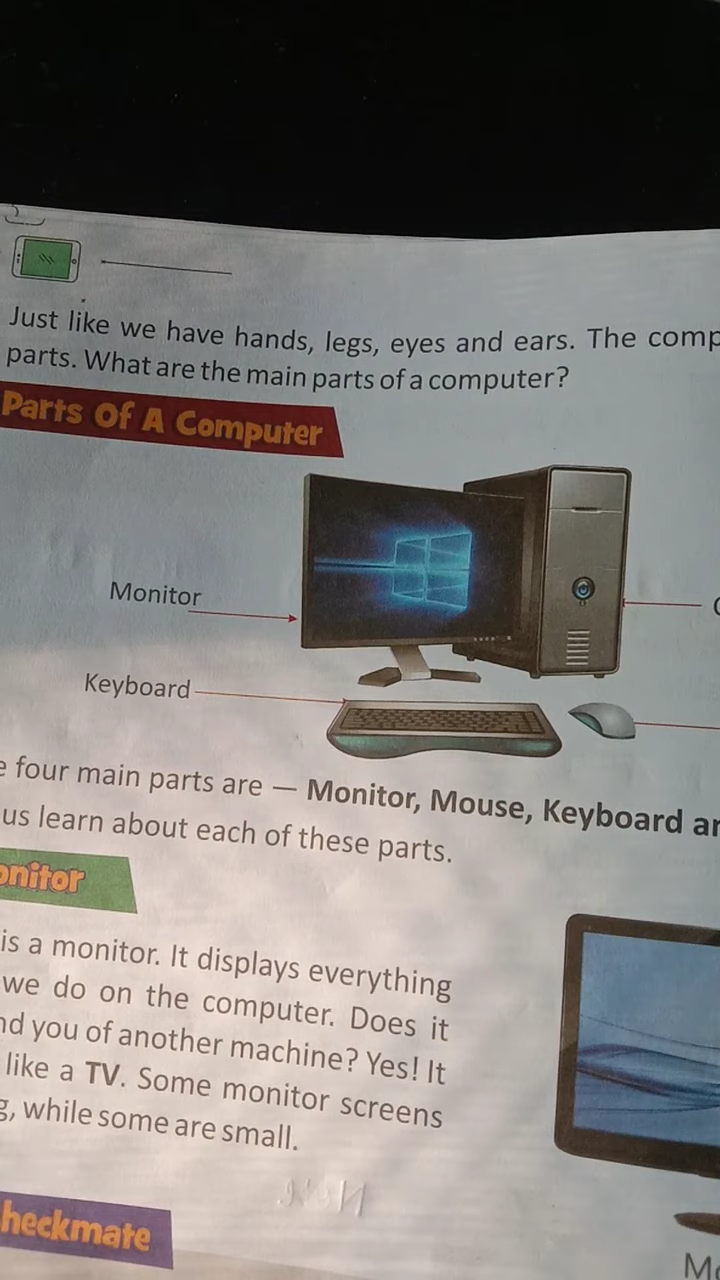 Just like we have hands, legs, eyes and ears. The comp
parts. What are the main parts of a computer?
Parts Of A Computer
Monitor
C
Keyboard
e four main parts are — Monitor, Mouse, Keyboard an
us learn about each of these parts.
onitor
is a monitor. It displays everything
we do on the computer. Does it
nd you of another machine? Yes! It
like a TV. Some monitor screens
g, while some are small.
heckmate
Mo